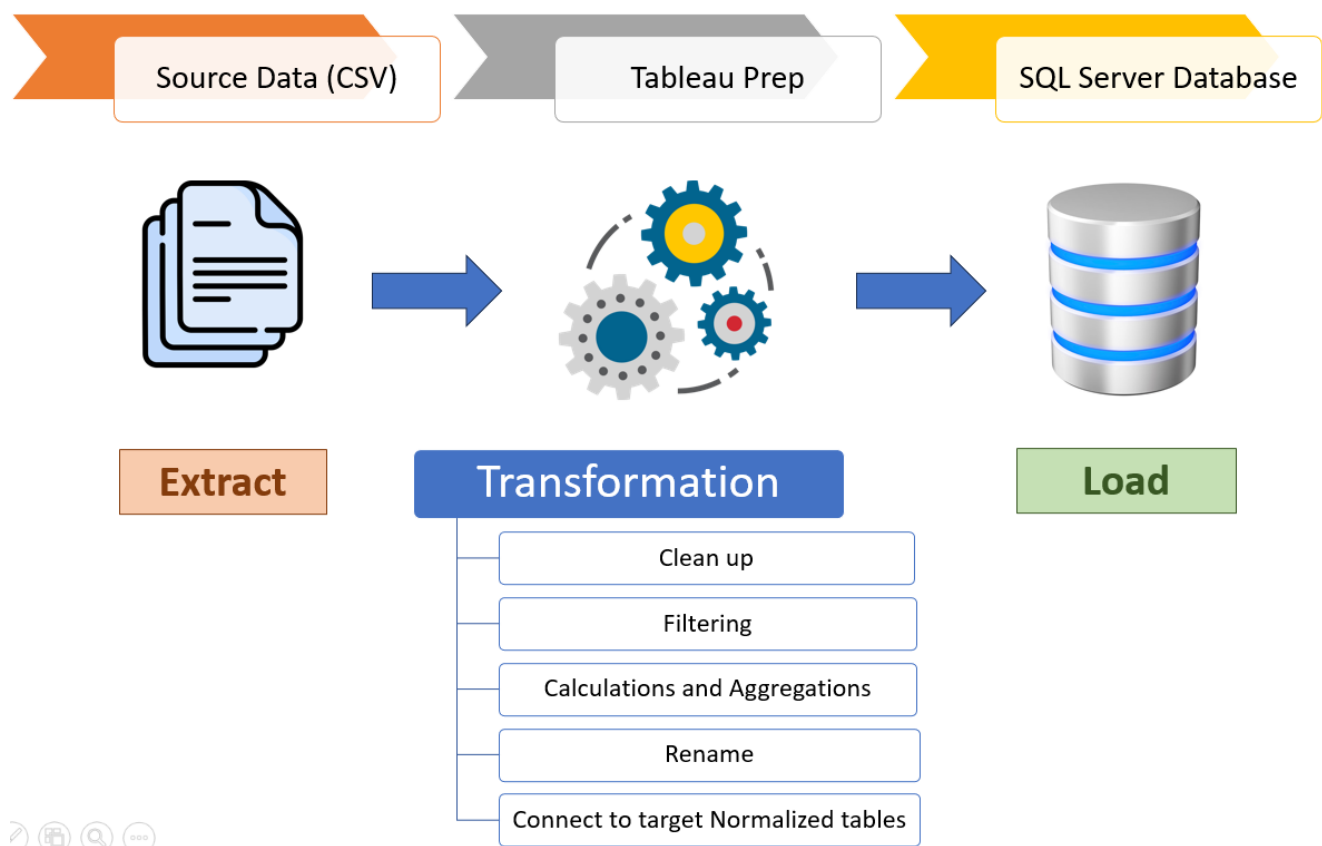 Source Data (CSV)
Tableau Prep
SQL Server Database
Extract
Transformation
Load
Clean up
Filtering
Calculations and Aggregations
Rename
Connect to target Normalized tables